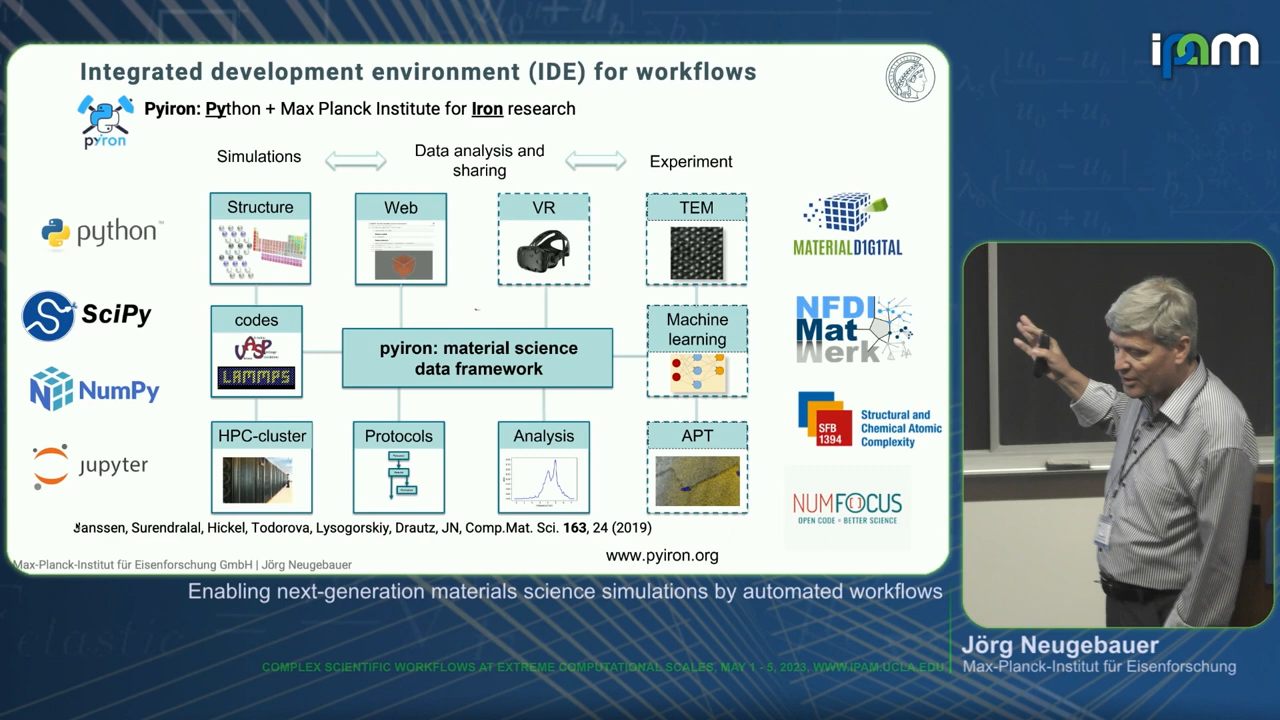 ipam
Integrated development environment (IDE) for workflows
Pyiron: Python + Max Planck Institute for Iron research
pyiron
Simulations
Data analysis and
sharing
Experiment
Structure
Web
VR
TEM
python
MATERIALD1G1TAL
SciPy
codes
VASP
LAMMPS
pyiron: material science
data framework
Machine
learning
NFDI
Mat
Werk
NumPy
SFB
1394
Structural and
Chemical Atomic
Complexity
HPC-cluster
Protocols
Analysis
APT
jupyter
NUMFOCUS
OPEN CODE = BETTER SCIENCE
Janssen, Surendralal, Hickel, Todorova, Lysogorskiy, Drautz, JN, Comp.Mat. Sci. 163, 24 (2019)
www.pyiron.org
Max-Planck-Institut für Eisenforschung GmbH | Jörg Neugebauer
Enabling next-generation materials science simulations by automated workflows
Jörg Neugebauer
Max-Planck-Institut für Eisenforschung
COMPLEX SCIENTIFIC WORKFLOWS AT EXTREME COMPUTATIONAL SCALES, MAY 1 - 5, 2023, WWW.IPAM.UCLA.EDU